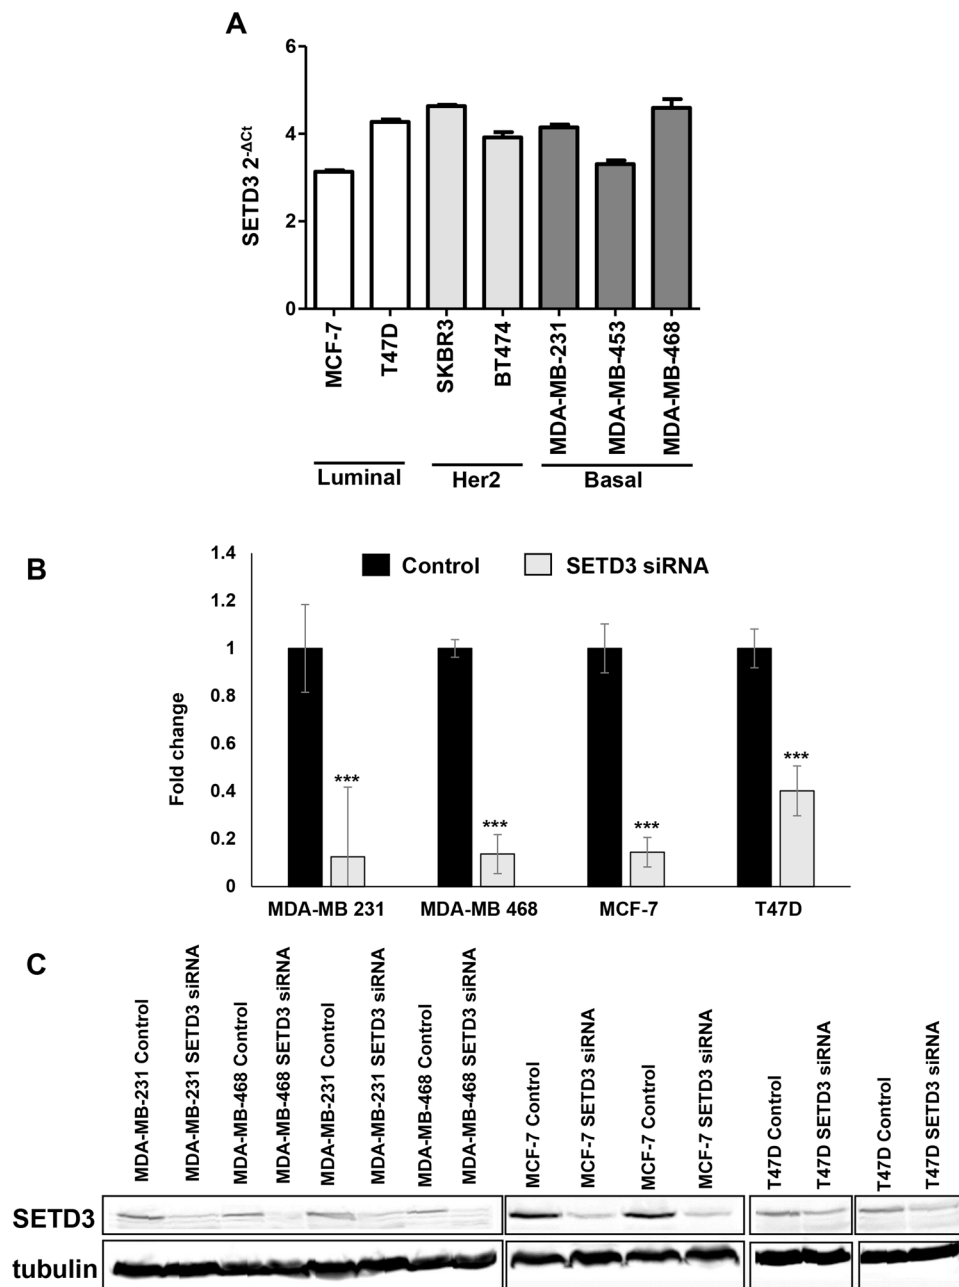 A
6
4
2
0
SETD3 2-ΔCt
MCF-7
T47D
SKBR3
BT474
MDA-MB-231
MDA-MB-453
MDA-MB-468
Luminal
Her2
Basal
B
1.4
1.2
1
0.8
0.6
0.4
0.2
0
Fold change
Control
SETD3 siRNA
***
***
***
***
MDA-MB 231
MDA-MB 468
MCF-7
T47D
C
MDA-MB-231 Control
MDA-MB-231 SETD3 siRNA
MDA-MB-468 Control
MDA-MB-468 SETD3 siRNA
MDA-MB-231 Control
MDA-MB-231 SETD3 siRNA
MDA-MB-468 Control
MDA-MB-468 SETD3 siRNA
MCF-7 Control
MCF-7 SETD3 siRNA
MCF-7 Control
MCF-7 SETD3 siRNA
T47D Control
T47D SETD3 siRNA
T47D Control
T47D SETD3 siRNA
SETD3
tubulin